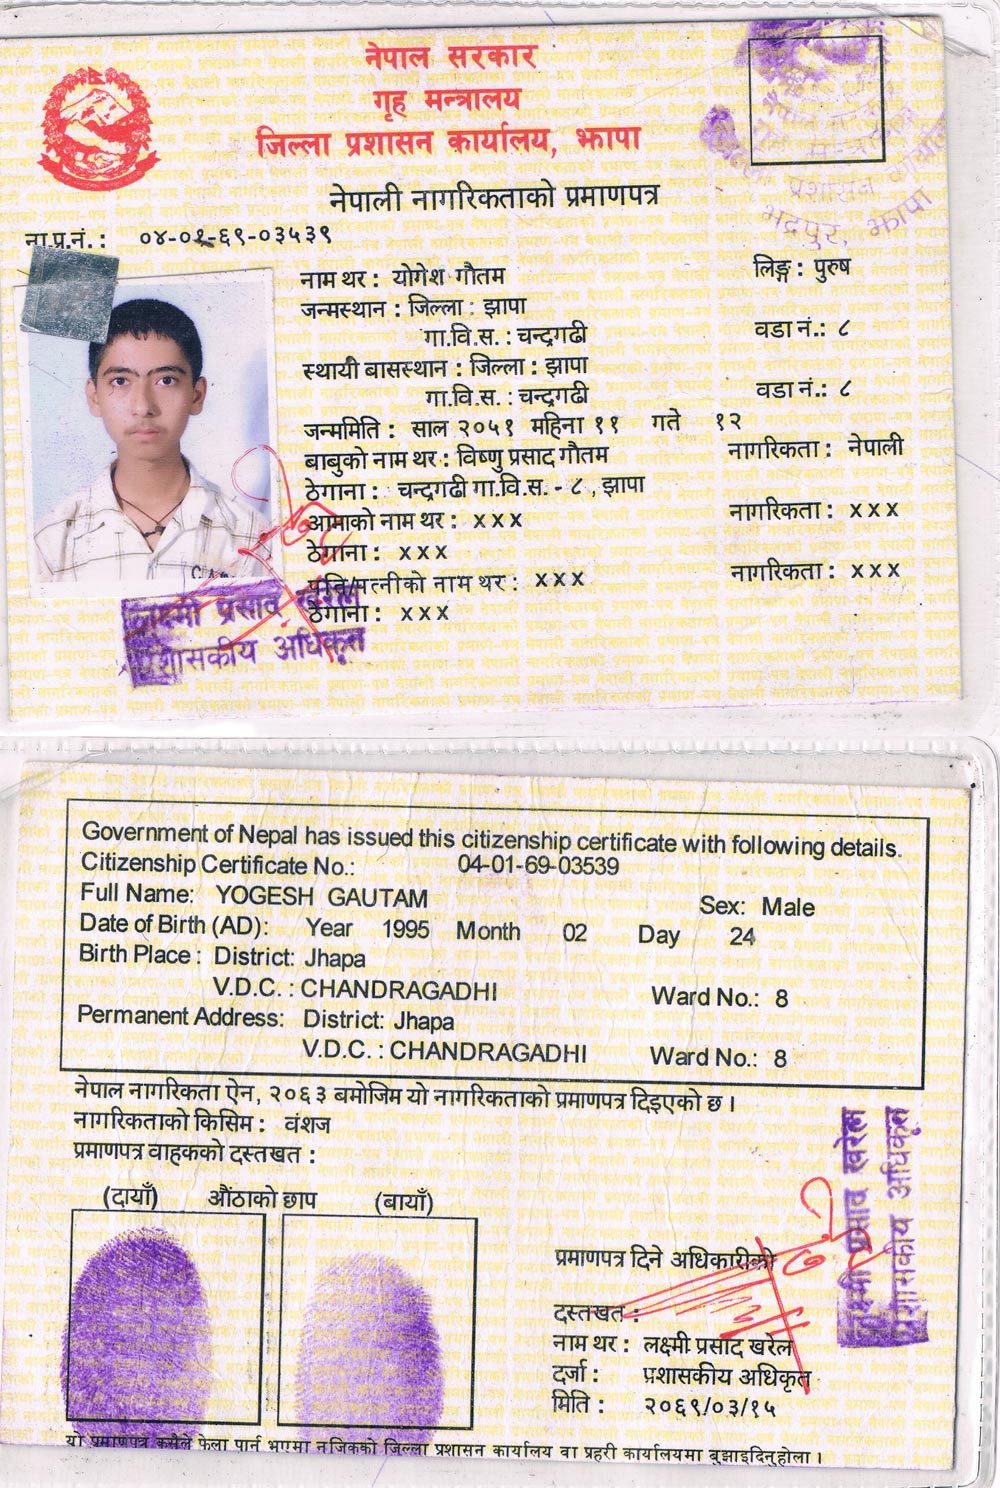 नेपाल सरकार
गृह मन्त्रालय
जिल्ला प्रशासन कार्यालय, झापा
नेपाली नागरिकताको प्रमाणपत्र
प्रशासन कार्यालय
भद्रपुर, झापा
ना.प्र.नं. : ०४-०१-६९-०३५३९
नाम थर : योगेश गौतम लिङ्ग : पुरुष
जन्मस्थान : जिल्ला : झापा
गा.वि.स. : चन्द्रगढी वडा नं.: ८
स्थायी बासस्थान : जिल्ला : झापा
गा.वि.स. : चन्द्रगढी वडा नं.: ८
जन्ममिति : साल २०५१ महिना ११ गते १२
बाबुको नाम थर : विष्णु प्रसाद गौतम नागरिकता : नेपाली
ठेगाना : चन्द्रगढी गा.वि.स. - ८ , झापा
आमाको नाम थर : x x x नागरिकता : x x x
ठेगाना : x x x
पति/पत्नीको नाम थर : x x x नागरिकता : x x x
ठेगाना : x x x
लक्ष्मी प्रसाद खरेल
प्रशासकीय अधिकृत
Government of Nepal has issued this citizenship certificate with following details.
Citizenship Certificate No.: 04-01-69-03539
Full Name: YOGESH GAUTAM Sex: Male
Date of Birth (AD): Year 1995 Month 02 Day 24
Birth Place : District: Jhapa
V.D.C. : CHANDRAGADHI Ward No.: 8
Permanent Address: District: Jhapa
V.D.C. : CHANDRAGADHI Ward No.: 8
नेपाल नागरिकता ऐन, २०६३ बमोजिम यो नागरिकताको प्रमाणपत्र दिइएको छ ।
नागरिकताको किसिम : वंशज
प्रमाणपत्र वाहकको दस्तखत :
(दायाँ) औंठाको छाप (बायाँ)
लक्ष्मी प्रसाद खरेल
प्रशासकीय अधिकृत
प्रमाणपत्र दिने अधिकारीको
दस्तखत :
नाम थर : लक्ष्मी प्रसाद खरेल
दर्जा : प्रशासकीय अधिकृत
मिति : २०६९/०३/१५
यो प्रमाणपत्र कसैले फेला पार्नु भएमा नजिकको जिल्ला प्रशासन कार्यालय वा प्रहरी कार्यालयमा बुझाइदिनुहोला ।